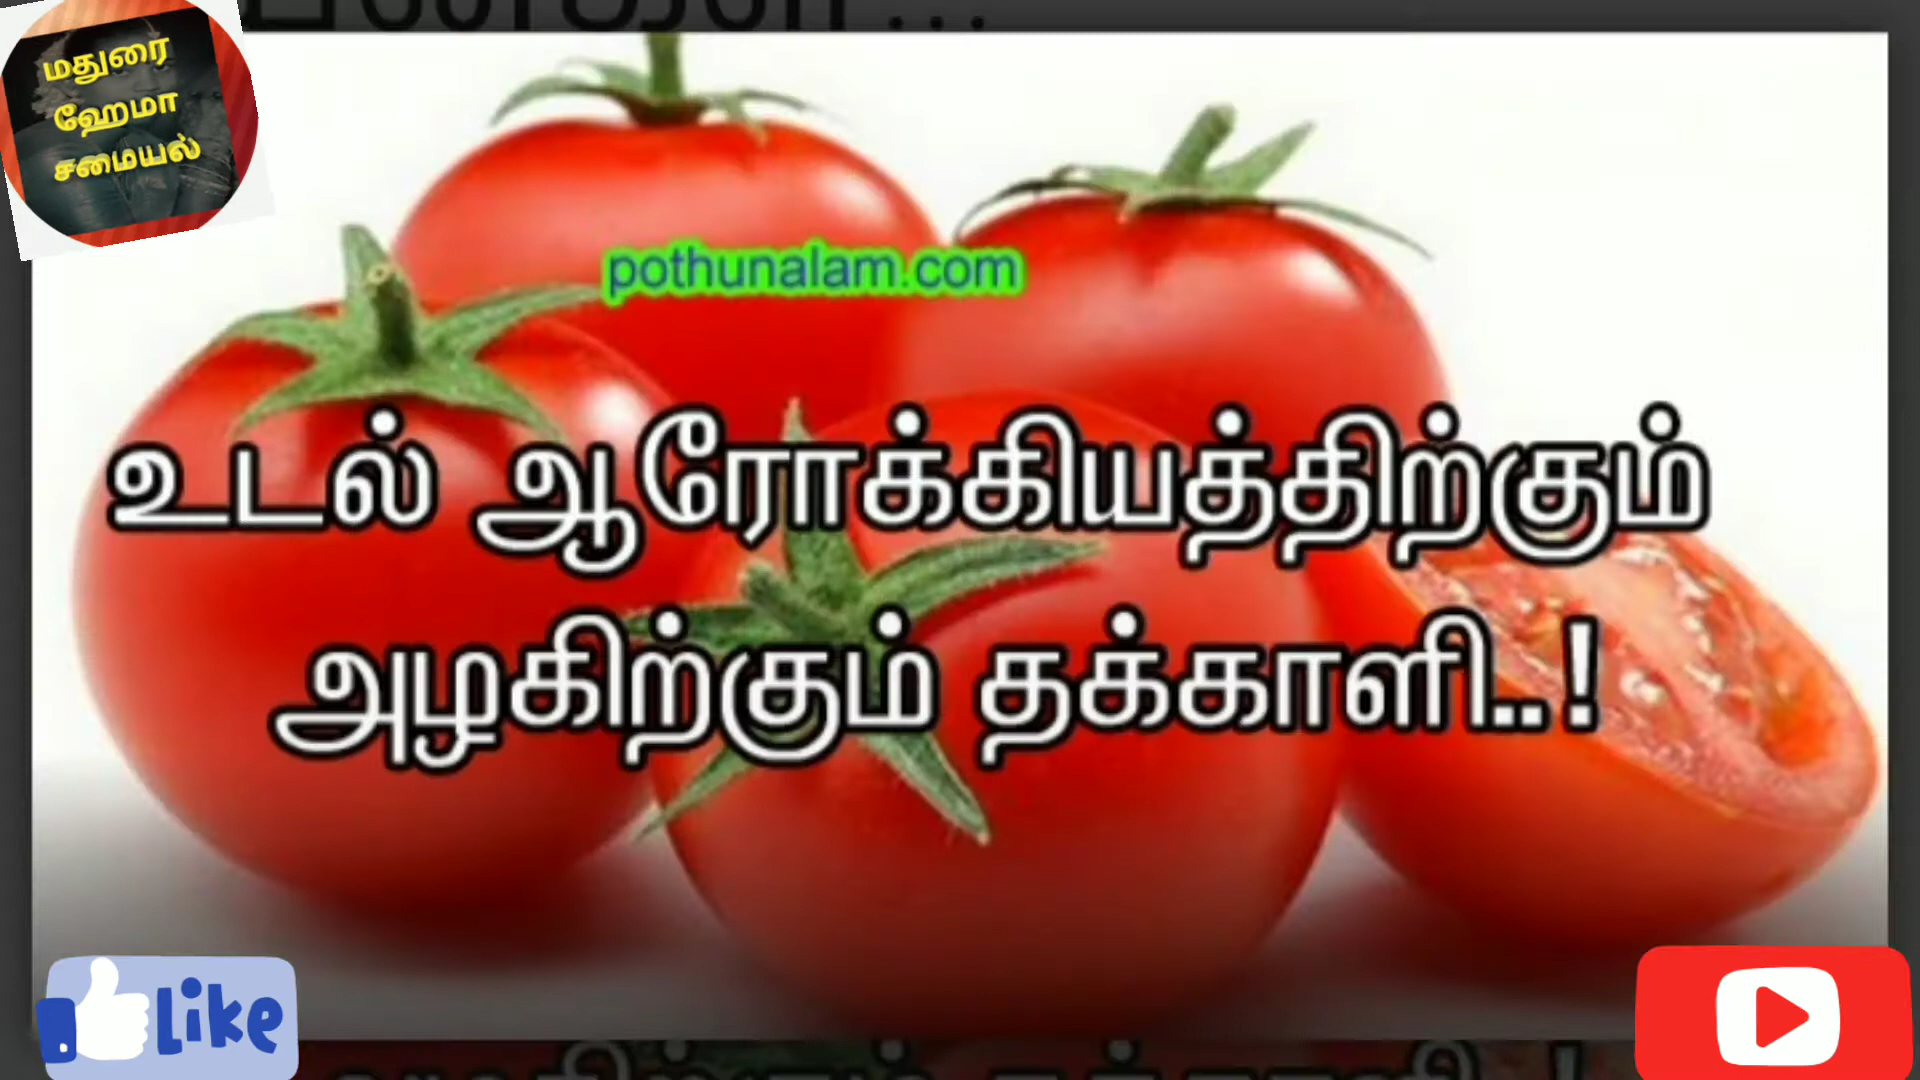 மதுரை
ஹேமா
சமையல்
pothunalam.com
உடல் ஆரோக்கியத்திற்கும்
அழகிற்கும் தக்காளி..!
Like